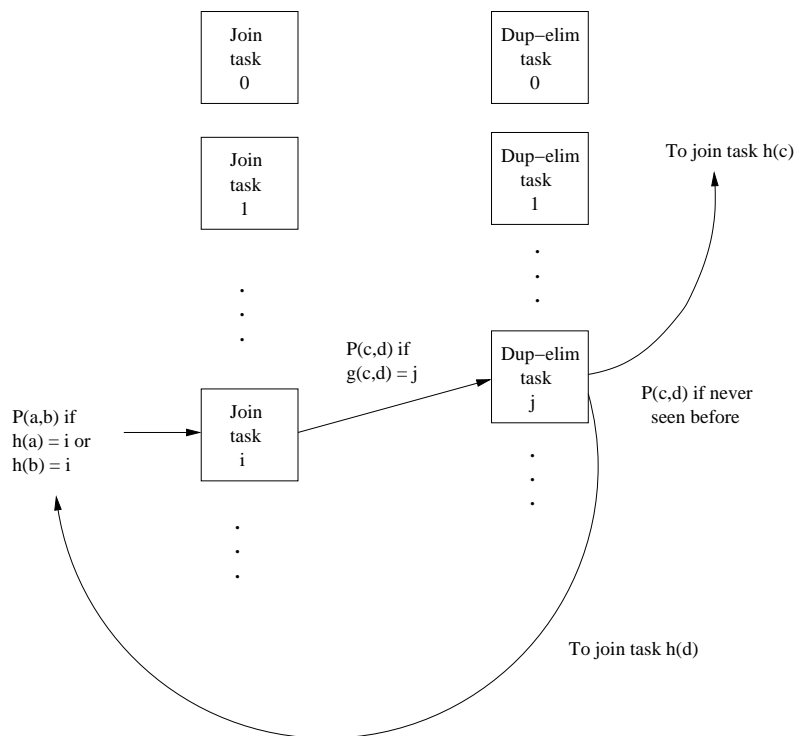 Join
task
0
Dup−elim
task
0
Join
task
1
Dup−elim
task
1
To join task h(c)
P(c,d) if
g(c,d) = j
Dup−elim
task
j
P(c,d) if never
seen before
P(a,b) if
h(a) = i or
h(b) = i
Join
task
i
To join task h(d)